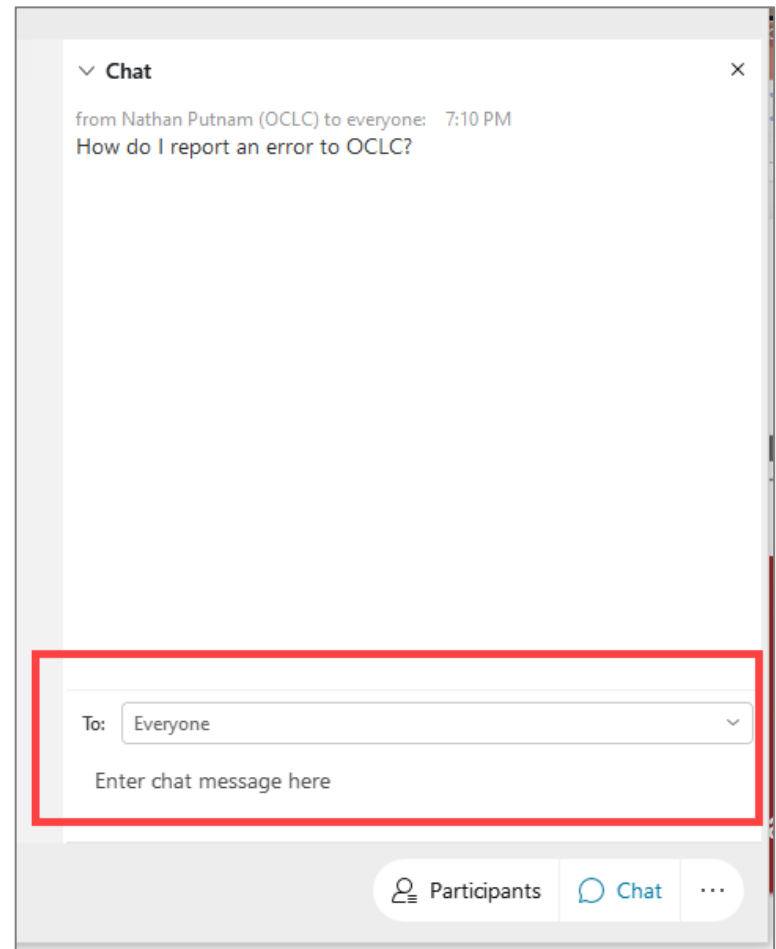 Chat
from Nathan Putnam (OCLC) to everyone: 7:10 PM
How do I report an error to OCLC?
To: Everyone
Enter chat message here
Participants Chat ...